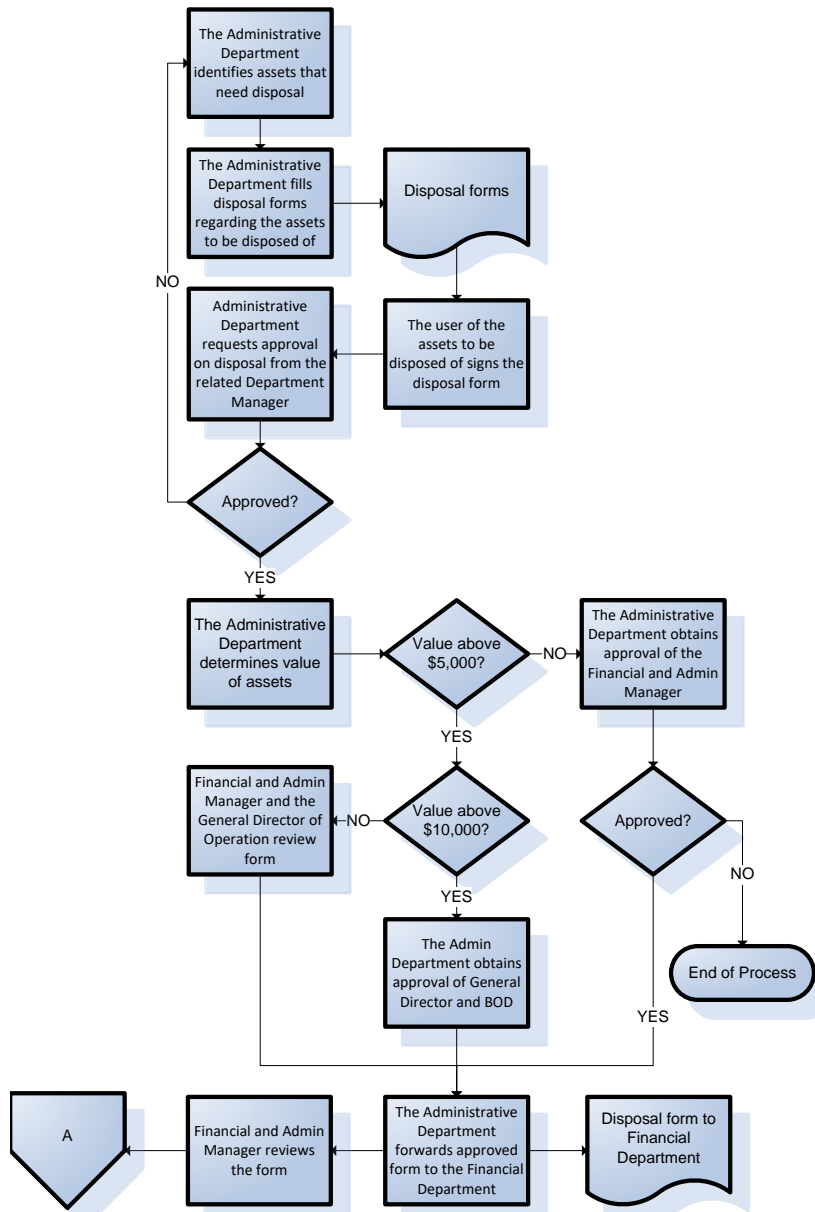 The Administrative
Department
identifies assets that
need disposal
The Administrative
Department fills
disposal forms
regarding the assets
to be disposed of
Disposal forms
NO
Administrative
Department
requests approval
on disposal from the
related Department
Manager
The user of the
assets to be
disposed of signs the
disposal form
Approved?
YES
The Administrative
Department
determines value
of assets
Value above
$5,000?
NO
The Administrative
Department obtains
approval of the
Financial and Admin
Manager
YES
Financial and Admin
Manager and the
General Director of
Operation review
form
NO
Value above
$10,000?
Approved?
NO
YES
The Admin
Department obtains
approval of General
Director and BOD
End of Process
YES
A
Financial and Admin
Manager reviews
the form
The Administrative
Department
forwards approved
form to the Financial
Department
Disposal form to
Financial
Department